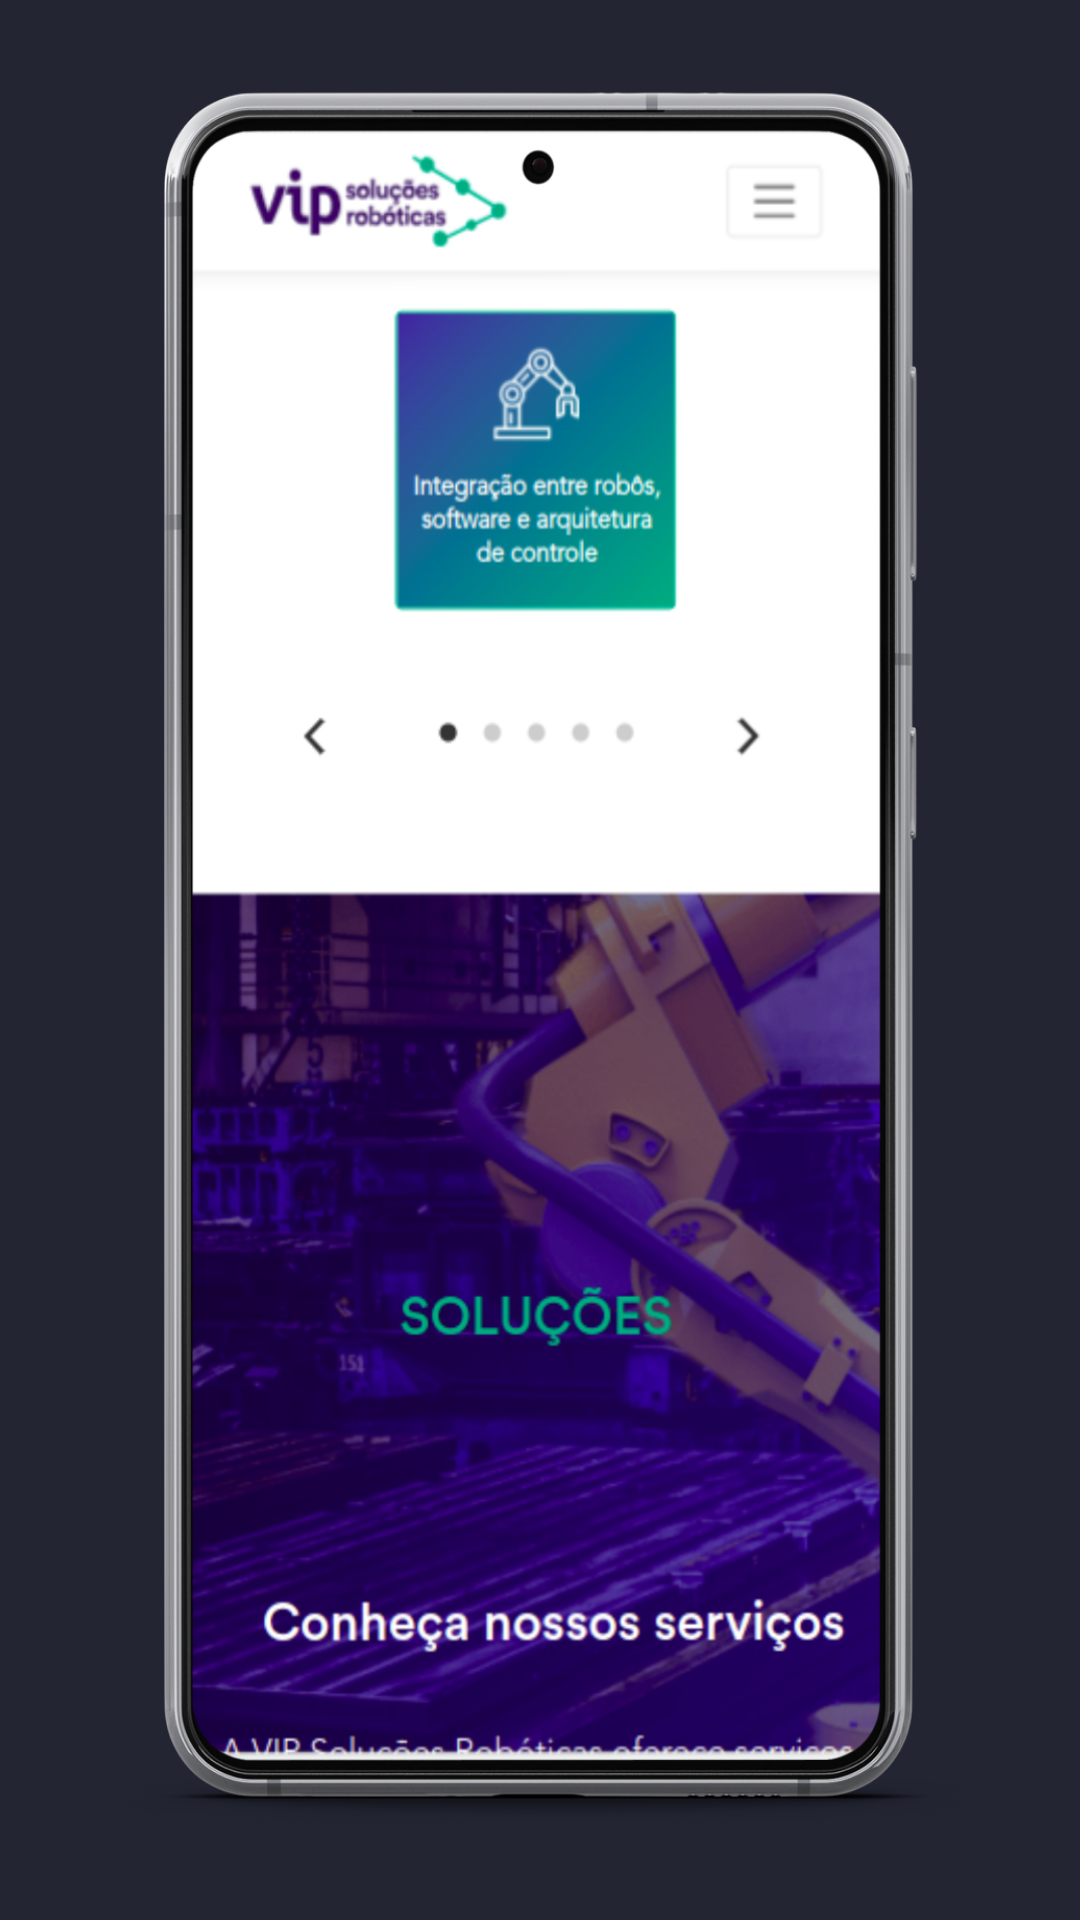 vip soluções
robóticas
Integração entre robôs,
software e arquitetura
de controle
SOLUÇÕES
151
Conheça nossos serviços
A VIP Soluções Robóticas oferece serviços